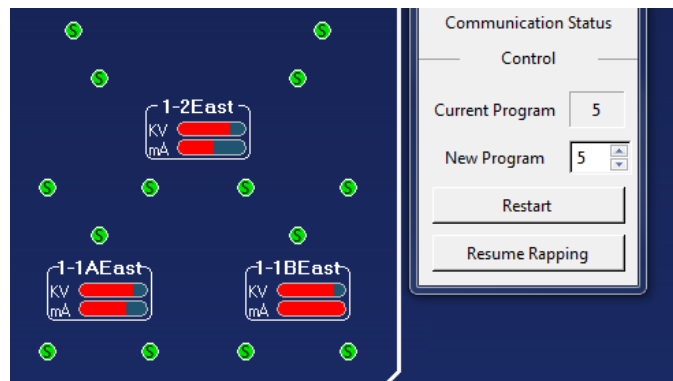 S S
S S
1-2East
KV
mA
S S S S
S S
1-1AEast 1-1BEast
KV KV
mA mA
S S S S
Communication Status
Control
Current Program 5
New Program 5
Restart
Resume Rapping